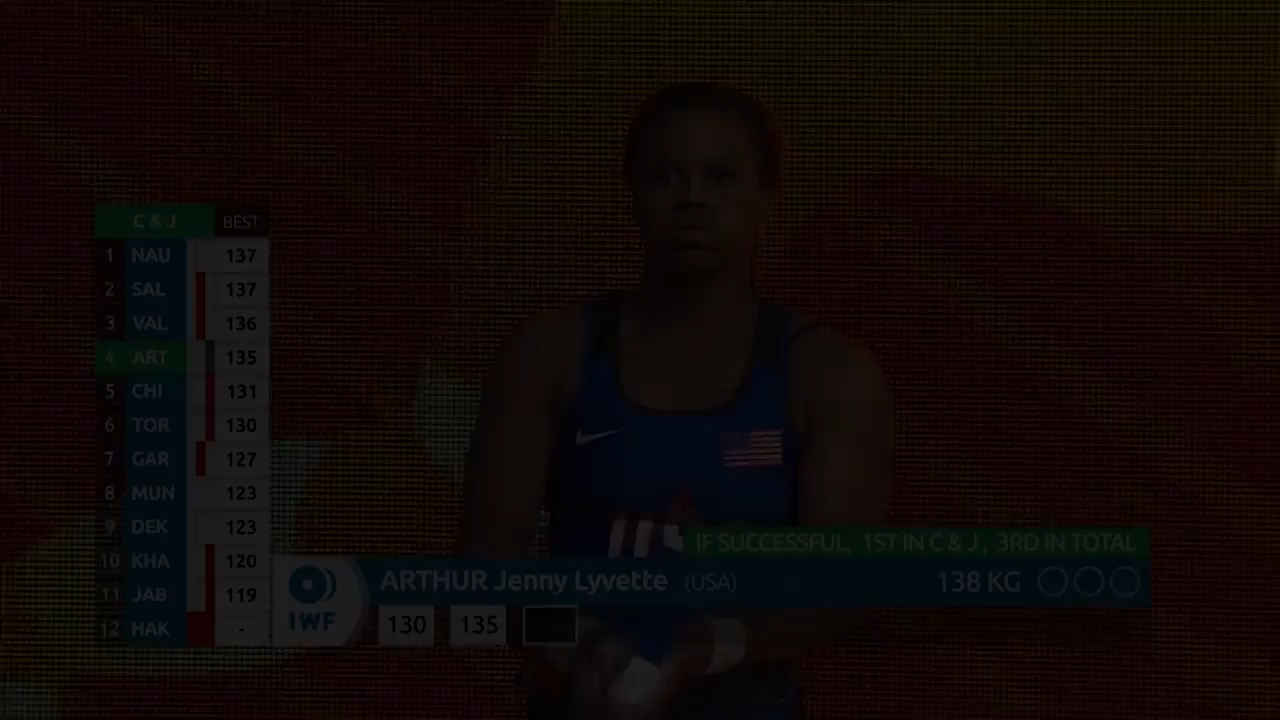 C & J BEST
1 NAU 137
2 SAL 137
3 VAL 136
4 ART 135
5 CHI 131
6 TOR 130
7 GAR 127
8 MUN 123
9 DEK 123
10 KHA 120
11 JAB 119
12 HAK -
IF SUCCESSFUL, 1ST IN C & J , 3RD IN TOTAL
ARTHUR Jenny Lyvette (USA) 138 KG
IWF
130 135